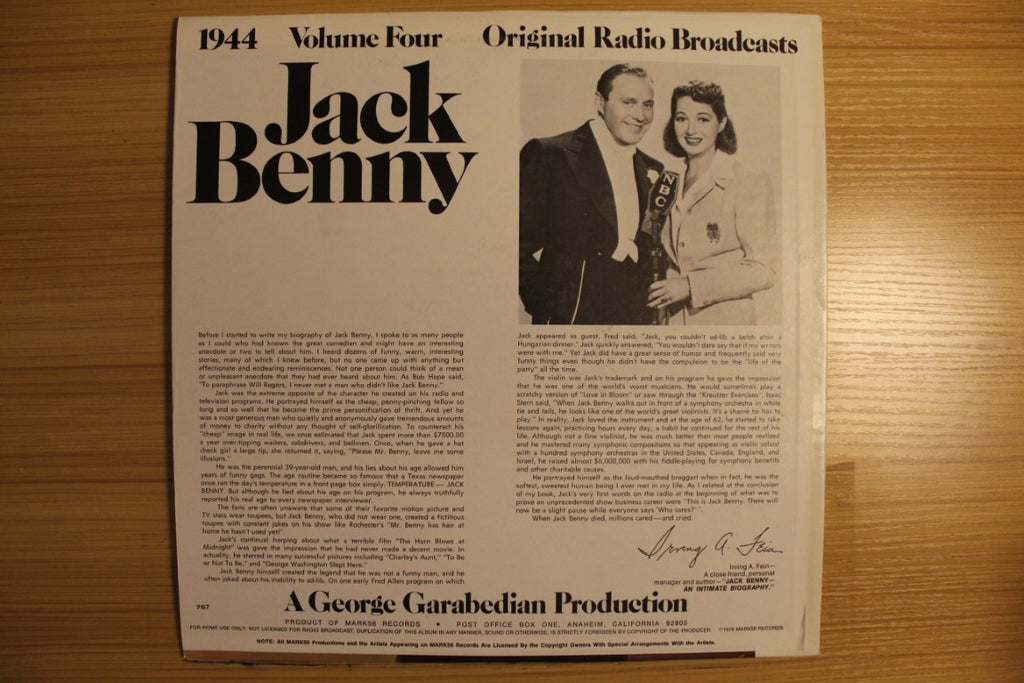 1944 Volume Four Original Radio Broadcasts
Jack
Benny
NBC
Before I started to write my biography of Jack Benny, I spoke to as many people
as I could who had known the great comedian and might have an interesting
anecdote or two to tell about him. I heard dozens of funny, warm, interesting
stories, many of which I knew before, but no one came up with anything but
affectionate and endearing reminiscences. Not one person could think of a mean
or unpleasant anecdote that they had ever heard about him. As Bob Hope said,
"To paraphrase Will Rogers, I never met a man who didn't like Jack Benny."
Jack was the extreme opposite of the character he created on his radio and
television programs. He portrayed himself as the cheap, penny-pinching fellow so
long and so well that he became the prime personification of thrift. And yet he
was a most generous man who quietly and anonymously gave tremendous amounts
of money to charity without any thought of self-glorification. To counteract his
"cheap" image in real life, we once estimated that Jack spent more than $7500.00
a year over-tipping waiters, cabdrivers, and bellmen. Once, when he gave a hat
check girl a large tip, she returned it, saying, "Please Mr. Benny, leave me some
illusions."
He was the perennial 39-year-old man, and his lies about his age allowed him
years of funny gags. The age routine became so famous that a Texas newspaper
once ran the day's temperature in a front page box simply: TEMPERATURE — JACK
BENNY. But although he lied about his age on his program, he always truthfully
reported his real age to every newspaper interviewer.
The fans are often unaware that some of their favorite motion picture and
TV stars wear toupees, but Jack Benny, who did not wear one, created a fictitious
toupee with constant jokes on his show like Rochester's "Mr. Benny has hair at
home he hasn't used yet!".
Jack's continual harping about what a terrible film "The Horn Blows at
Midnight" was gave the impression that he had never made a decent movie. In
actuality, he starred in many successful pictures including "Charley's Aunt," "To Be
or Not To Be," and "George Washington Slept Here."
Jack Benny himself created the legend that he was not a funny man, and he
often joked about his inability to ad-lib. On one early Fred Allen program on which
Jack appeared as guest, Fred said, "Jack, you couldn't ad-lib a belch after a
Hungarian dinner." Jack quickly answered, "You wouldn't dare say that if my writers
were with me." Yet Jack did have a great sense of humor and frequently said very
funny things even though he didn't have the compulsion to be the "life of the
party" all the time.
The violin was Jack's trademark and on his program he gave the impression
that he was one of the world's worst musicians. He would sometimes play a
scratchy version of "Love in Bloom" or saw through the "Kreutzer Exercises". Isaac
Stern said, "When Jack Benny walks out in front of a symphony orchestra in white
tie and tails, he looks like one of the world's great violinists. It's a shame he has to
play." In reality, Jack loved the instrument and at the age of 62, he started to take
lessons again, practicing hours every day, a habit he continued for the rest of his
life. Although not a fine violinist, he was much better than most people realized
and he mastered many symphonic compositions so that appearing as violin soloist
with a hundred symphony orchestras in the United States, Canada, England, and
Israel, he raised almost $6,000,000 with his fiddle-playing for symphony benefits
and other charitable causes.
He portrayed himself as the loud-mouthed braggart when in fact, he was the
softest, sweetest human being I ever met in my life. As I related at the conclusion
of my book, Jack's very first words on the radio at the beginning of what was to
prove an unprecedented show business career were "This is Jack Benny. There will
now be a slight pause while everyone says 'Who cares?' ".
When Jack Benny died, millions cared—and cried.
Irving A. Fein
Irving A. Fein—
A close friend, personal
manager and author—"JACK BENNY—
AN INTIMATE BIOGRAPHY."
767
A George Garabedian Production
PRODUCT OF MARK56 RECORDS • POST OFFICE BOX ONE, ANAHEIM, CALIFORNIA 92805
FOR HOME USE ONLY. NOT LICENSED FOR RADIO BROADCAST. DUPLICATION OF THIS ALBUM IN ANY MANNER, SOUND OR OTHERWISE, IS STRICTLY FORBIDDEN BY COPYRIGHT OF THE PRODUCER. ©1978 MARK56 RECORDS
NOTE: All MARK56 Productions and the Artists Appearing on MARK56 Records Are Licensed By the Copyright Owners With Special Arrangements With the Artists.